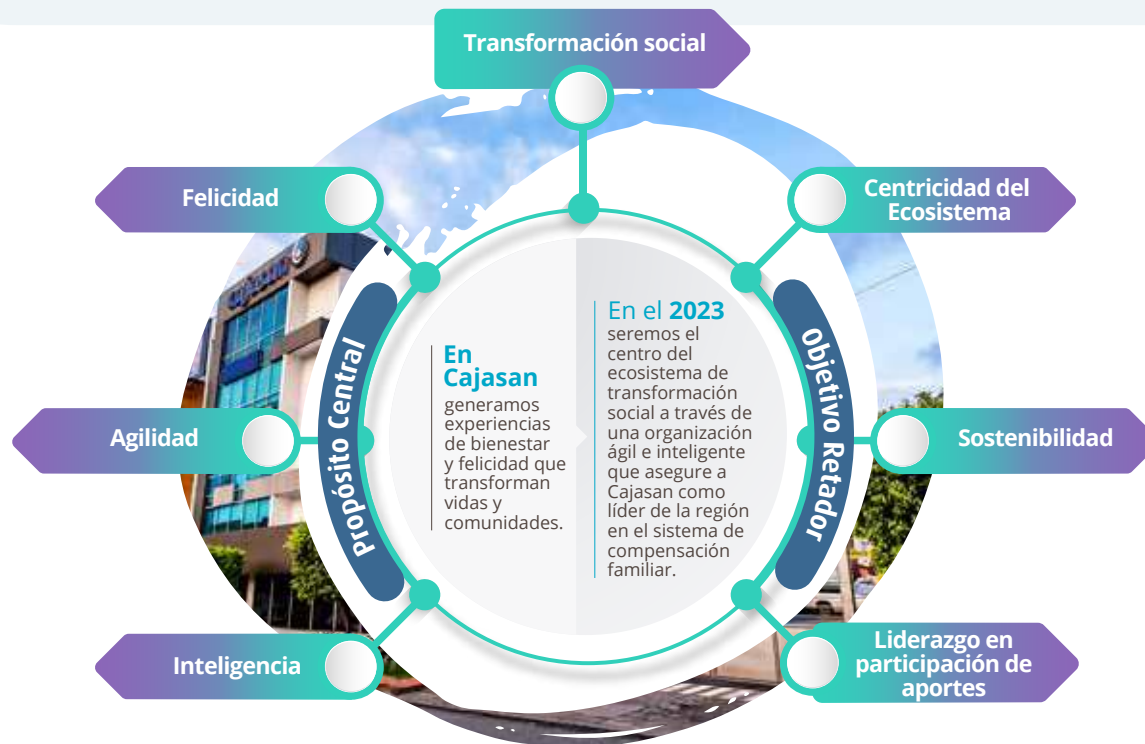 Transformación social
Felicidad
Centricidad del
Ecosistema
Propósito Central
En
Cajasan
generamos
experiencias
de bienestar
y felicidad que
transforman
vidas y
comunidades.
En el 2023
seremos el
centro del
ecosistema de
transformación
social a través de
una organización
ágil e inteligente
que asegure a
Cajasan como
líder de la región
en el sistema de
compensación
familiar.
Objetivo Retador
Agilidad
Sostenibilidad
Inteligencia
Liderazgo en
participación de
aportes